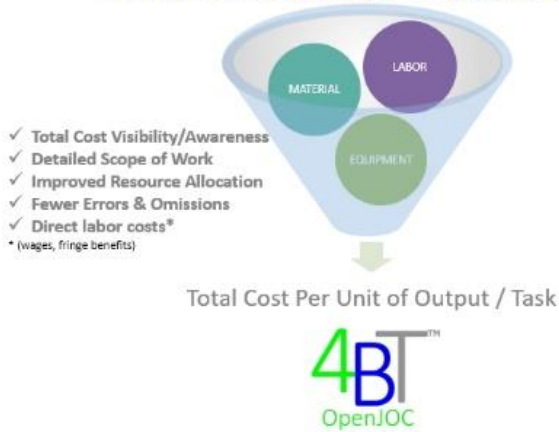 MATERIAL
LABOR
EQUIPMENT
✓ Total Cost Visibility/Awareness
✓ Detailed Scope of Work
✓ Improved Resource Allocation
✓ Fewer Errors & Omissions
✓ Direct labor costs*
* (wages, fringe benefits)
Total Cost Per Unit of Output / Task
4BT™
OpenJOC